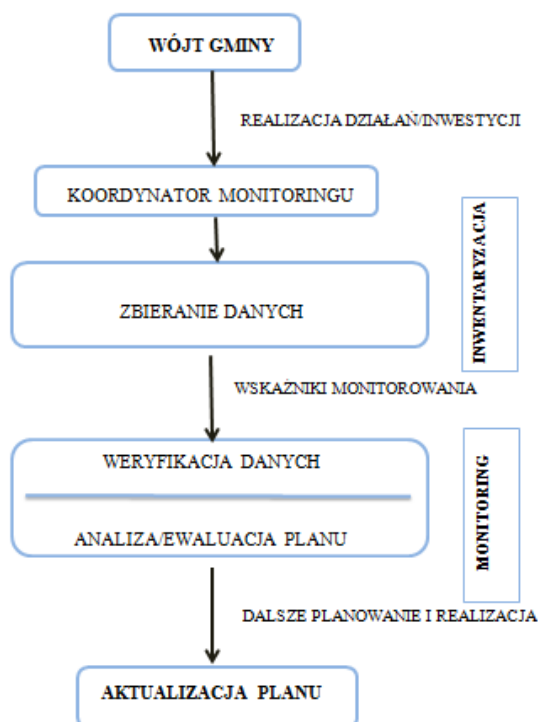 WÓJT GMINY
REALIZACJA DZIAŁAŃ/INWESTYCJI
KOORDYNATOR MONITORINGU
INWENTARYZACJA
ZBIERANIE DANYCH
WSKAŹNIKI MONITOROWANIA
WERYFIKACJA DANYCH
MONITORING
ANALIZA/EWALUACJA PLANU
DALSZE PLANOWANIE I REALIZACJA
AKTUALIZACJA PLANU